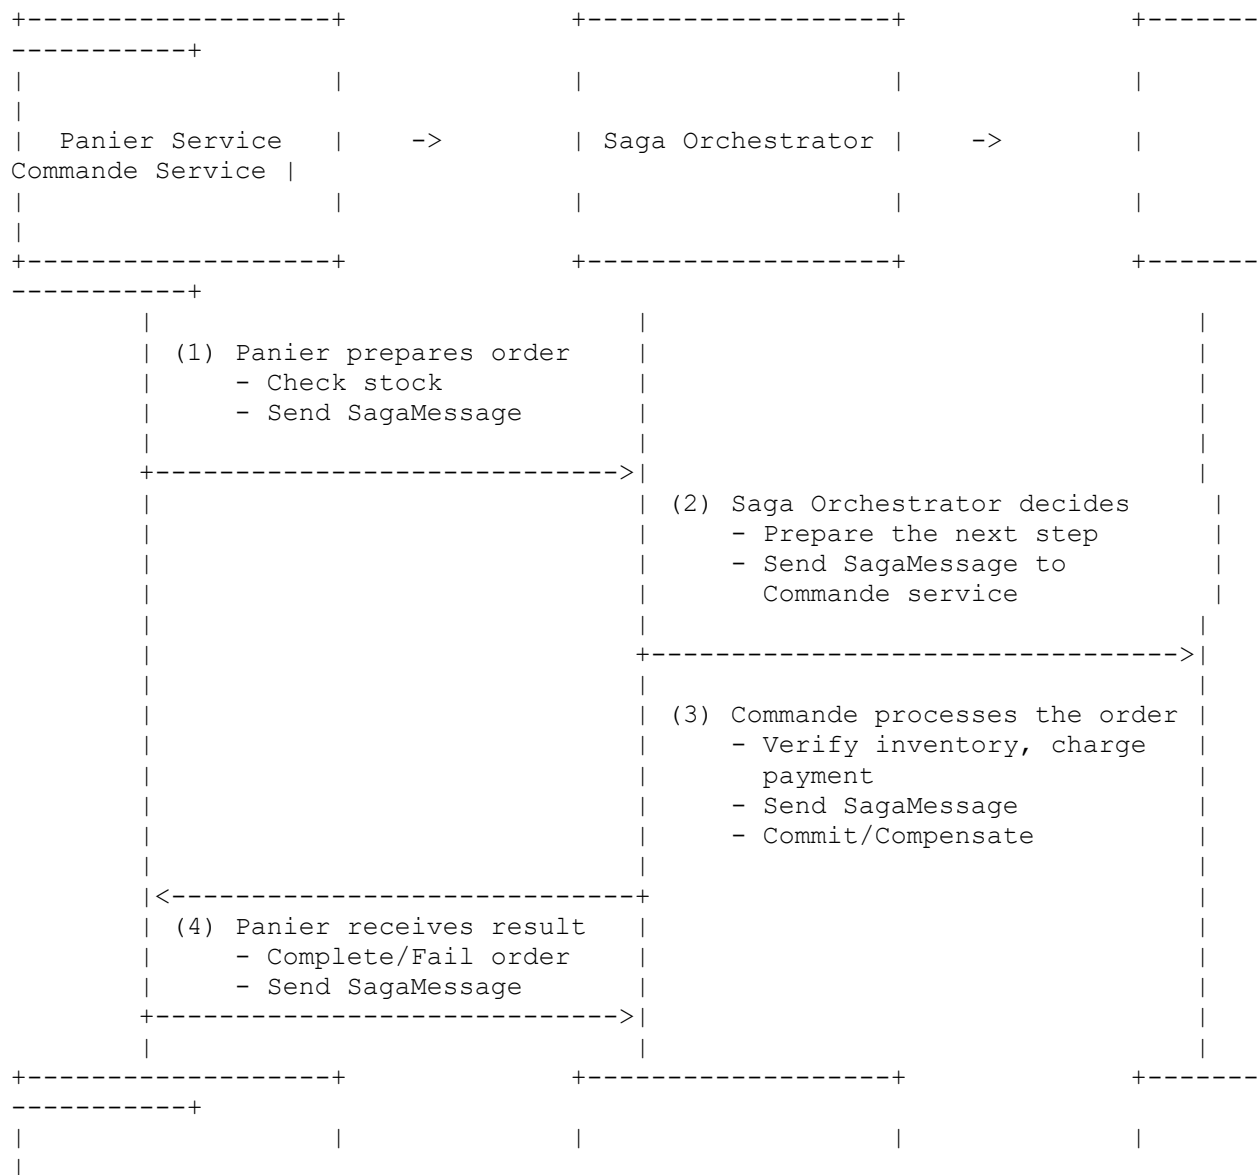 +-------------------+              +-------------------+              +-------
-----------+
|                   |              |                   |              |
|
|  Panier Service   |    ->        | Saga Orchestrator |    ->        |
Commande Service |
|                   |              |                   |              |
|
+-------------------+              +-------------------+              +-------
-----------+
        |                              |                                  |
        | (1) Panier prepares order    |                                  |
        |     - Check stock            |                                  |
        |     - Send SagaMessage       |                                  |
        |                              |                                  |
        +----------------------------->|                                  |
        |                              | (2) Saga Orchestrator decides     |
        |                              |     - Prepare the next step       |
        |                              |     - Send SagaMessage to         |
        |                              |       Commande service            |
        |                              |                                  |
        |                              +--------------------------------->|
        |                              |                                  |
        |                              | (3) Commande processes the order |
        |                              |     - Verify inventory, charge   |
        |                              |       payment                    |
        |                              |     - Send SagaMessage           |
        |                              |     - Commit/Compensate          |
        |                              |                                  |
        |<-----------------------------+                                  |
        | (4) Panier receives result   |                                  |
        |     - Complete/Fail order    |                                  |
        |     - Send SagaMessage       |                                  |
        +----------------------------->|                                  |
        |                              |                                  |
+-------------------+              +-------------------+              +-------
-----------+
|                   |              |                   |              |
|